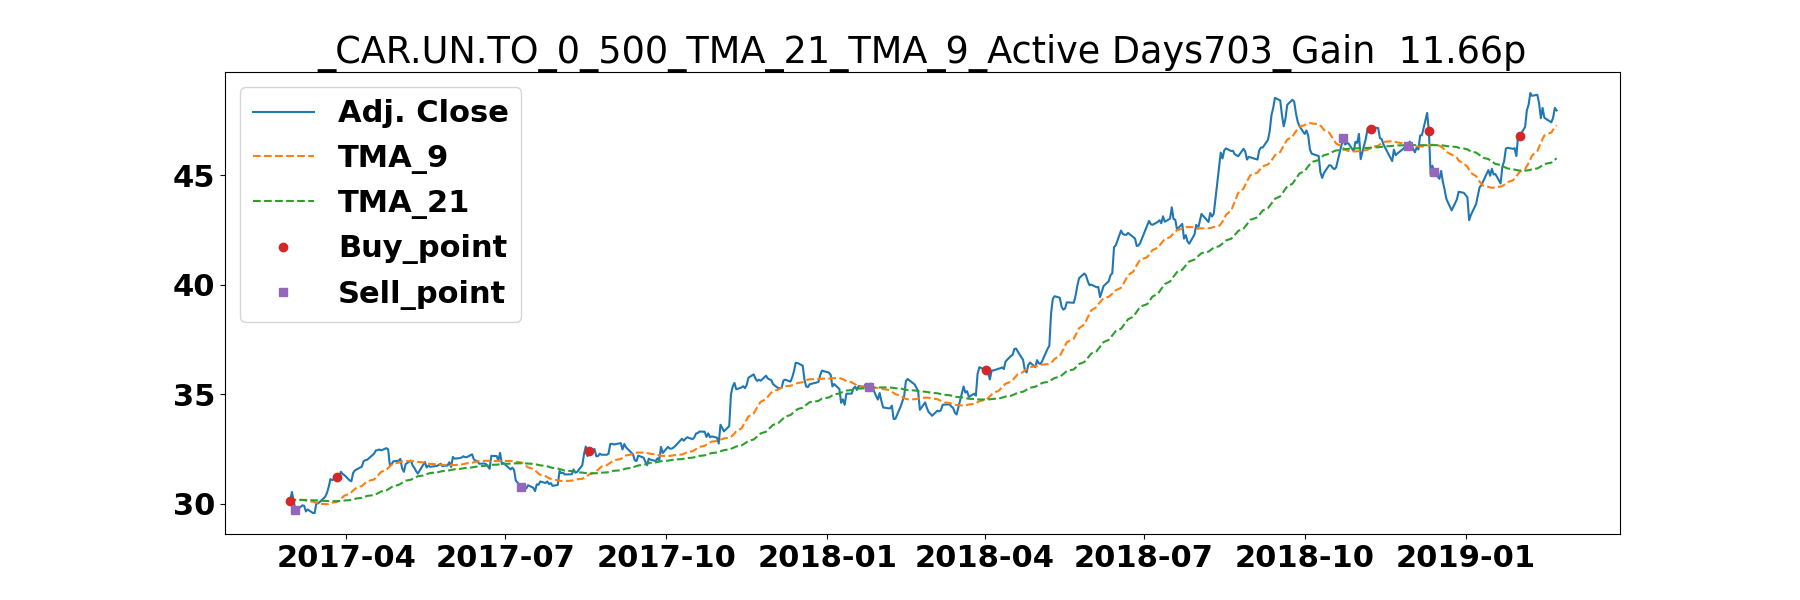 _CAR.UN.TO_0_500_TMA_21_TMA_9_Active Days703_Gain  11.66p
Adj. Close
TMA_9
TMA_21
Buy_point
Sell_point
45
40
35
30
2017-04 2017-07 2017-10 2018-01 2018-04 2018-07 2018-10 2019-01